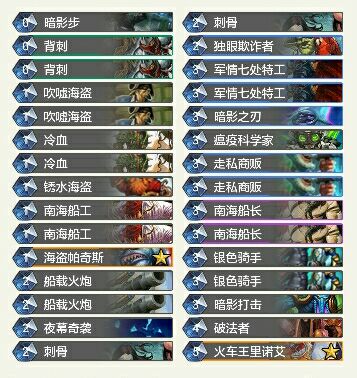 0 暗影步
0 背刺
0 背刺
1 吹嘘海盗
1 吹嘘海盗
1 冷血
1 冷血
1 锈水海盗
1 南海船工
1 南海船工
1 海盗帕奇斯
2 船载火炮
2 船载火炮
2 夜幕奇袭
2 刺骨
2 刺骨
2 独眼欺诈者
3 军情七处特工
3 军情七处特工
3 暗影之刃
3 瘟疫科学家
3 走私商贩
3 走私商贩
3 南海船长
3 南海船长
3 银色骑手
3 银色骑手
3 暗影打击
4 破法者
5 火车王里诺艾